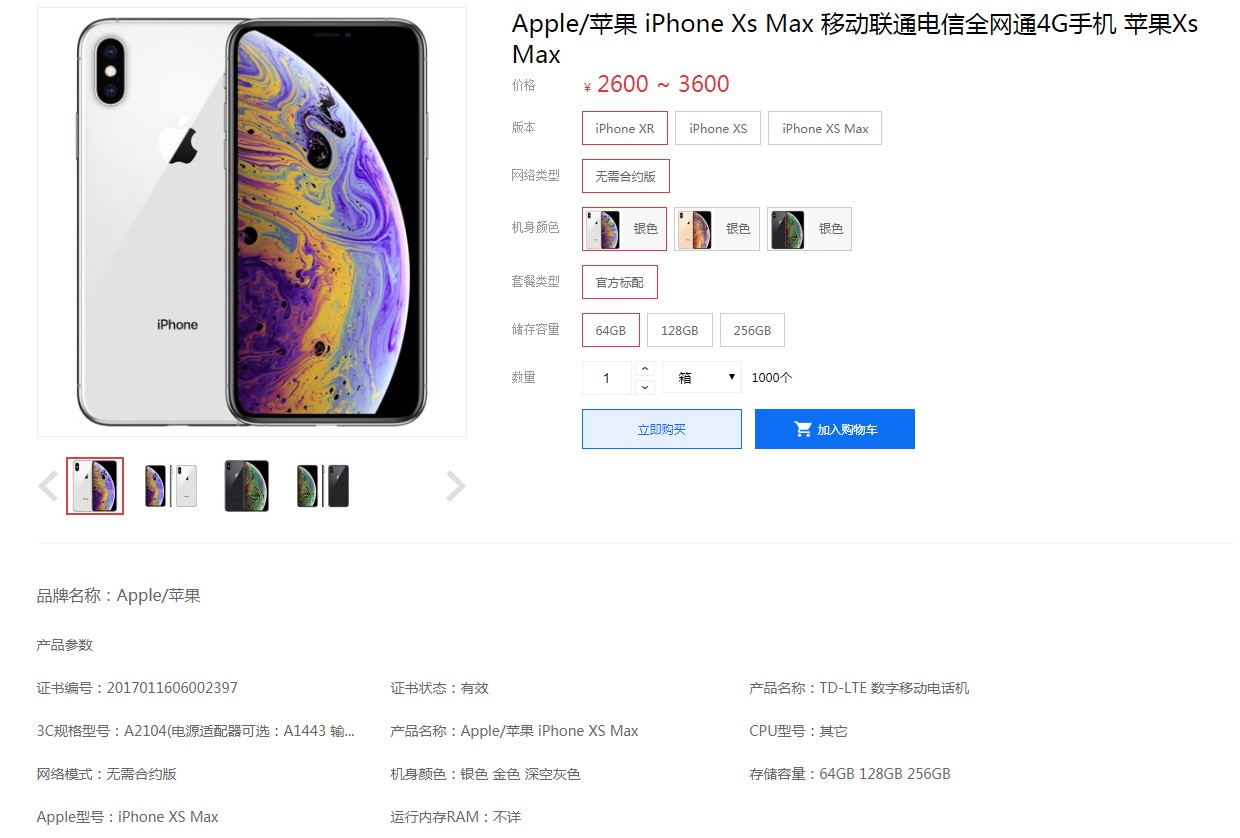 Apple/苹果 iPhone Xs Max 移动联通电信全网通4G手机 苹果Xs
Max
价格 ¥ 2600 ~ 3600
版本 iPhone XR iPhone XS iPhone XS Max
网络类型 无需合约版
机身颜色 银色 银色 银色
套餐类型 官方标配
储存容量 64GB 128GB 256GB
数量 1 箱 1000个
立即购买 加入购物车
iPhone
品牌名称：Apple/苹果
产品参数
证书编号：2017011606002397 证书状态：有效 产品名称：TD-LTE 数字移动电话机
3C规格型号：A2104(电源适配器可选：A1443 输... 产品名称：Apple/苹果 iPhone XS Max CPU型号：其它
网络模式：无需合约版 机身颜色：银色 金色 深空灰色 存储容量：64GB 128GB 256GB
Apple型号：iPhone XS Max 运行内存RAM：不详